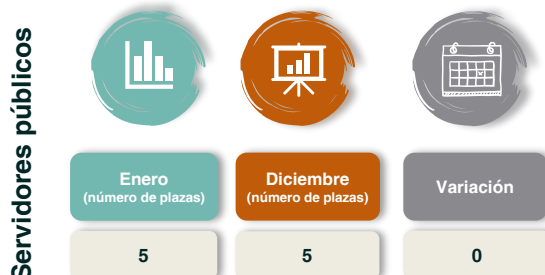 Servidores públicos
Enero
(número de plazas)
Diciembre
(número de plazas)
Variación
5
5
0